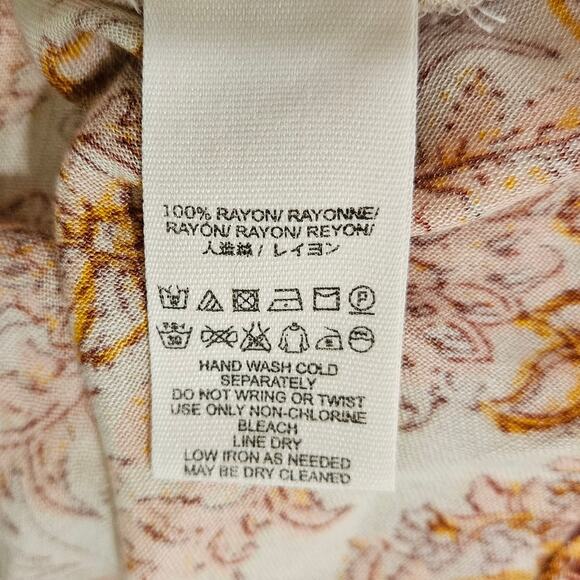 100% RAYON/ RAYONNE/
RAYÓN/ RAYON/ REYON/
人造絲 / レイヨン
HAND WASH COLD
SEPARATELY
DO NOT WRING OR TWIST
USE ONLY NON-CHLORINE
BLEACH
LINE DRY
LOW IRON AS NEEDED
MAY BE DRY CLEANED